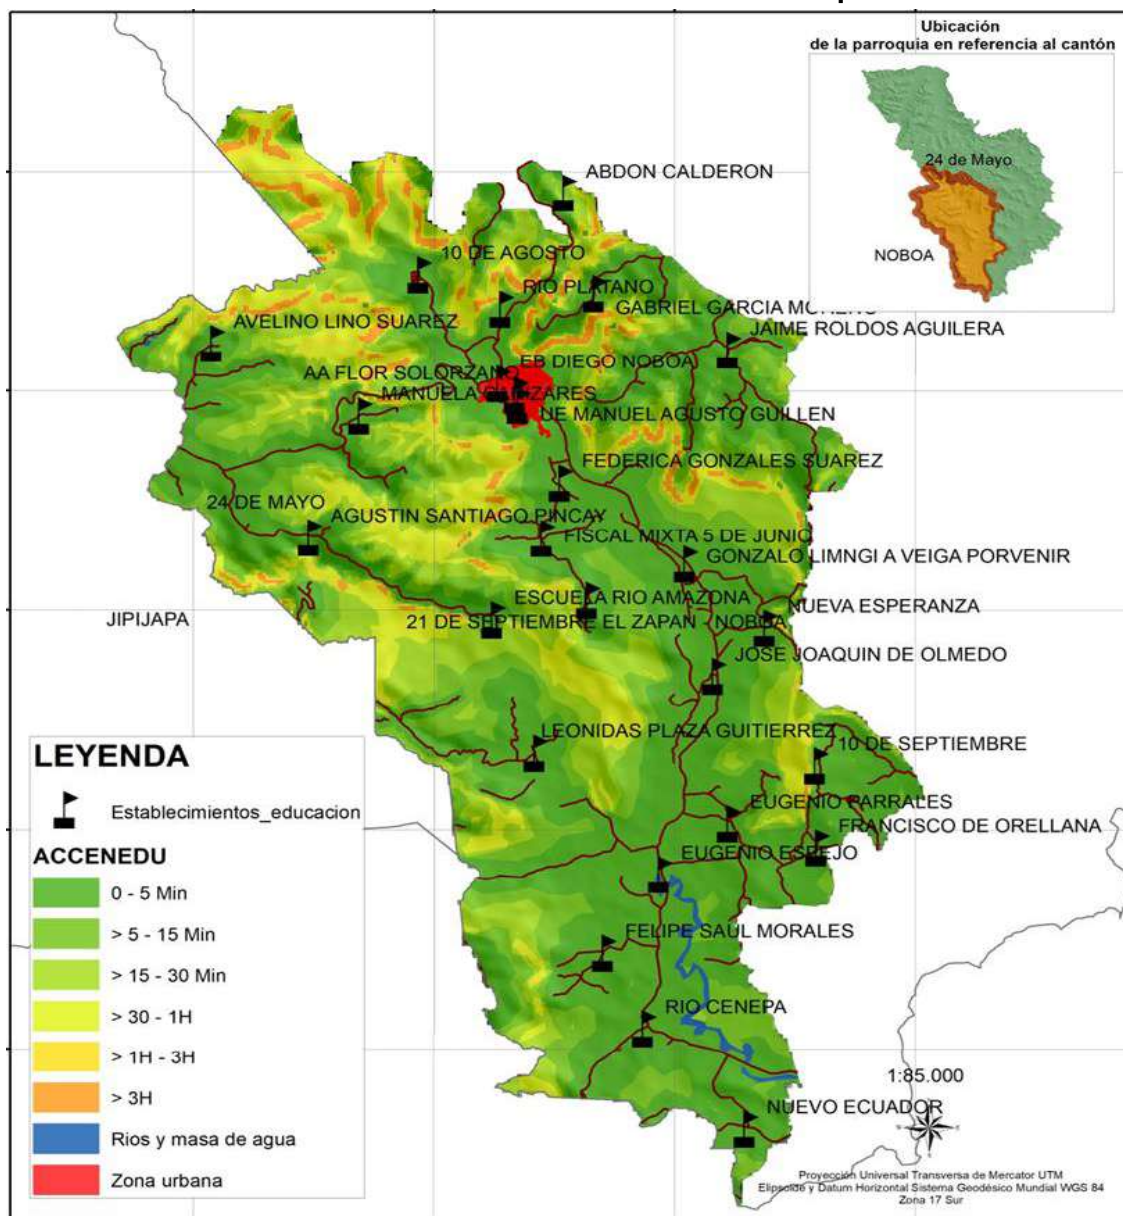 Ubicación
de la parroquia en referencia al cantón
24 de Mayo
NOBOA
ABDON CALDERON
10 DE AGOSTO
RIO PLATANO
GABRIEL GARCIA
AVELINO LINO SUAREZ
JAIME ROLDOS AGUILERA
EB DIEGO NOBOA
AA FLOR SOLORZANO
MANUELA CAÑIZARES
UE MANUEL AGUSTO GUILLEN
FEDERICA GONZALES SUAREZ
24 DE MAYO
AGUSTIN SANTIAGO PINCAY
FISCAL MIXTA 5 DE JUNIO
GONZALO LIMNGI A VEIGA PORVENIR
ESCUELA RIO AMAZONA
NUEVA ESPERANZA
JIPIJAPA
21 DE SEPTIEMBRE EL ZAPAN - NOBOA
JOSE JOAQUIN DE OLMEDO
LEONIDAS PLAZA GUITIERREZ
10 DE SEPTIEMBRE
EUGENIO PARRALES
FRANCISCO DE ORELLANA
EUGENIO ESPEJO
FELIPE SAUL MORALES
RIO CENEPA
NUEVO ECUADOR
LEYENDA
Establecimientos_educacion
ACCENEDU
0 - 5 Min
> 5 - 15 Min
> 15 - 30 Min
> 30 - 1H
> 1H - 3H
> 3H
Rios y masa de agua
Zona urbana
1:85.000
Proyección Universal Transversa de Mercator UTM
Elipsoide y Datum Horizontal Sistema Geodésico Mundial WGS 84
Zona 17 Sur